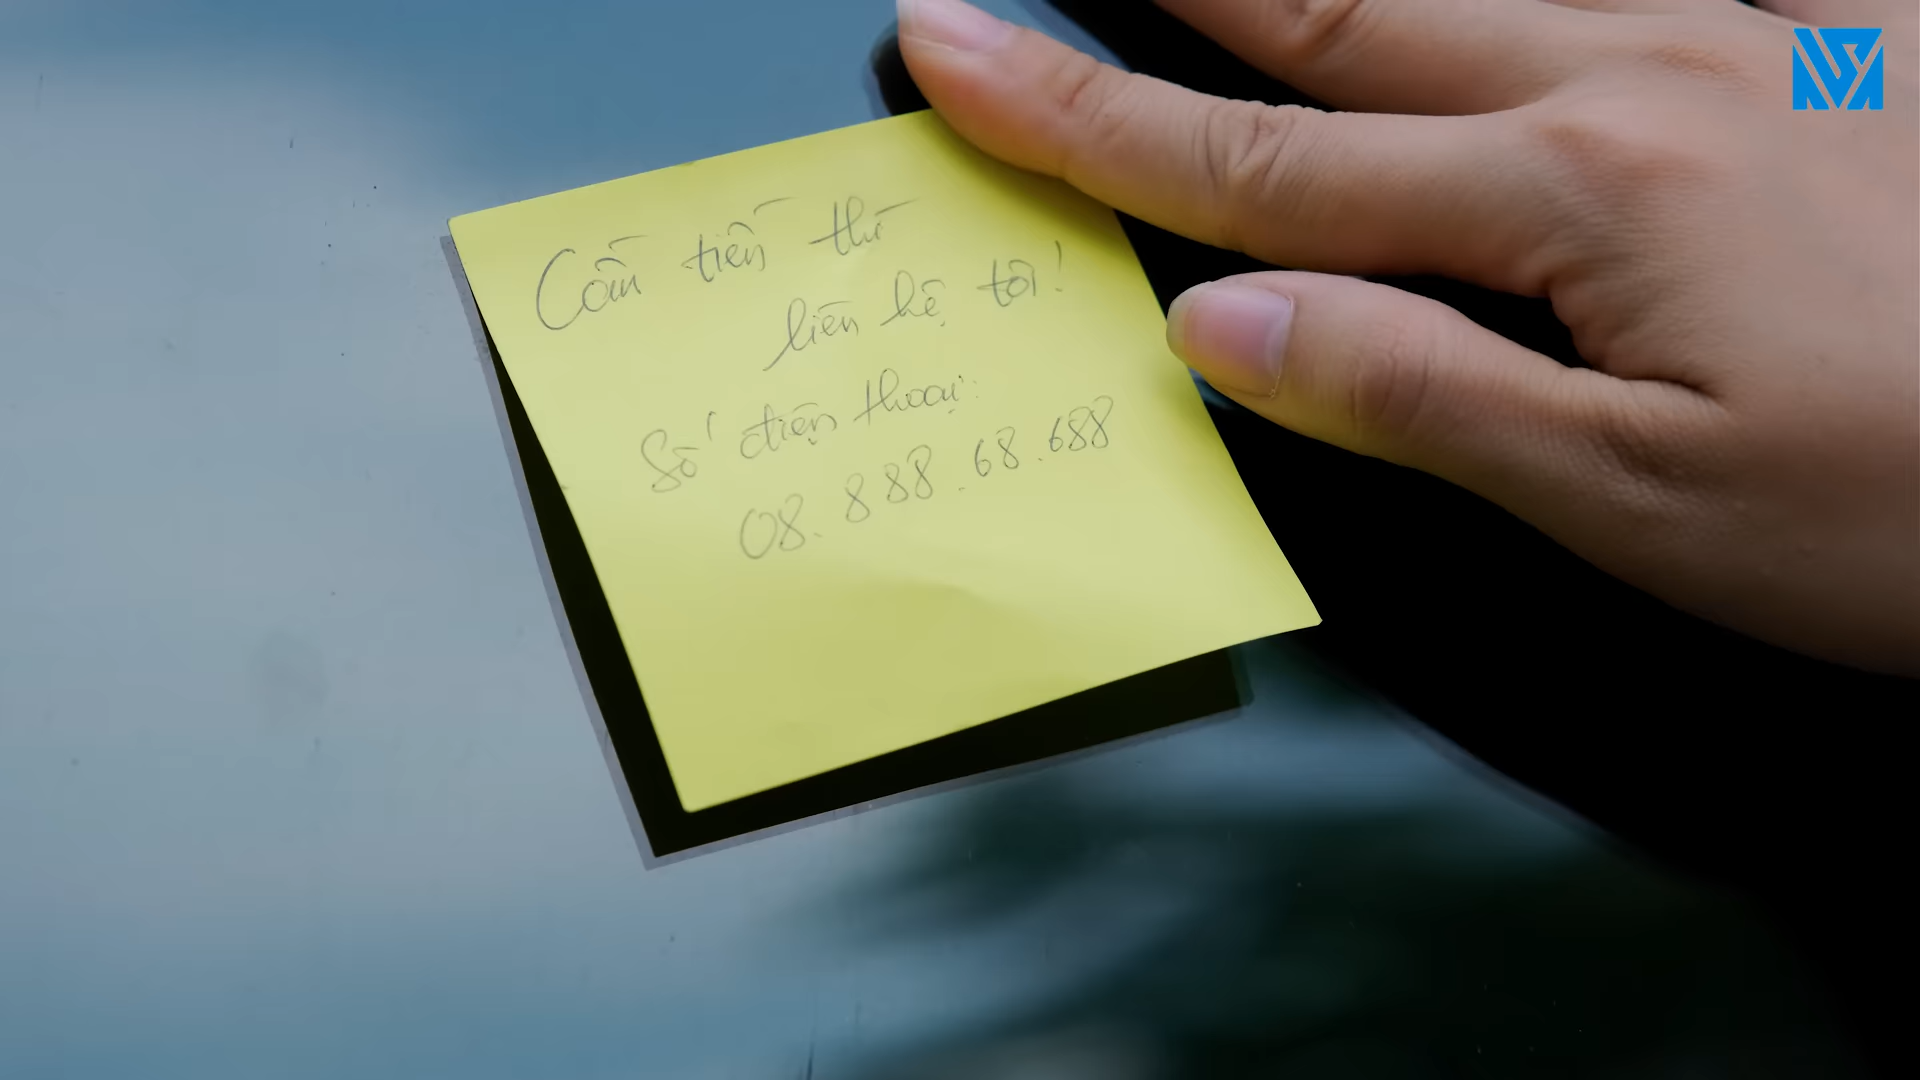 Cần tiền thì
liên hệ tôi!
Số điện thoại:
08.888.68.688